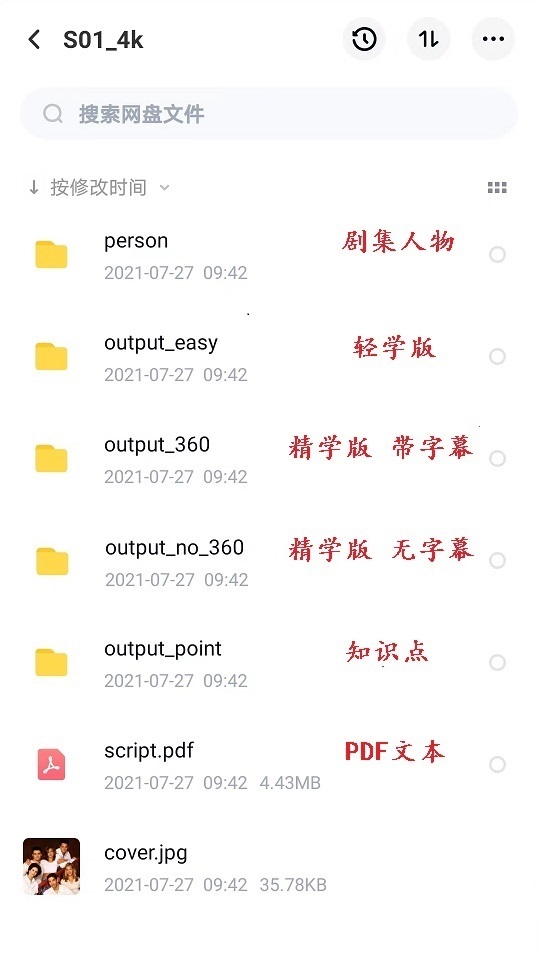 S01_4k
搜索网盘文件
按修改时间
person
剧集人物
2021-07-27 09:42
output_easy
轻学版
2021-07-27 09:42
output_360
精学版 带字幕
2021-07-27 09:42
output_no_360
精学版 无字幕
2021-07-27 09:42
output_point
知识点
2021-07-27 09:42
script.pdf
PDF文本
2021-07-27 09:42 4.43MB
cover.jpg
2021-07-27 09:42 35.78KB